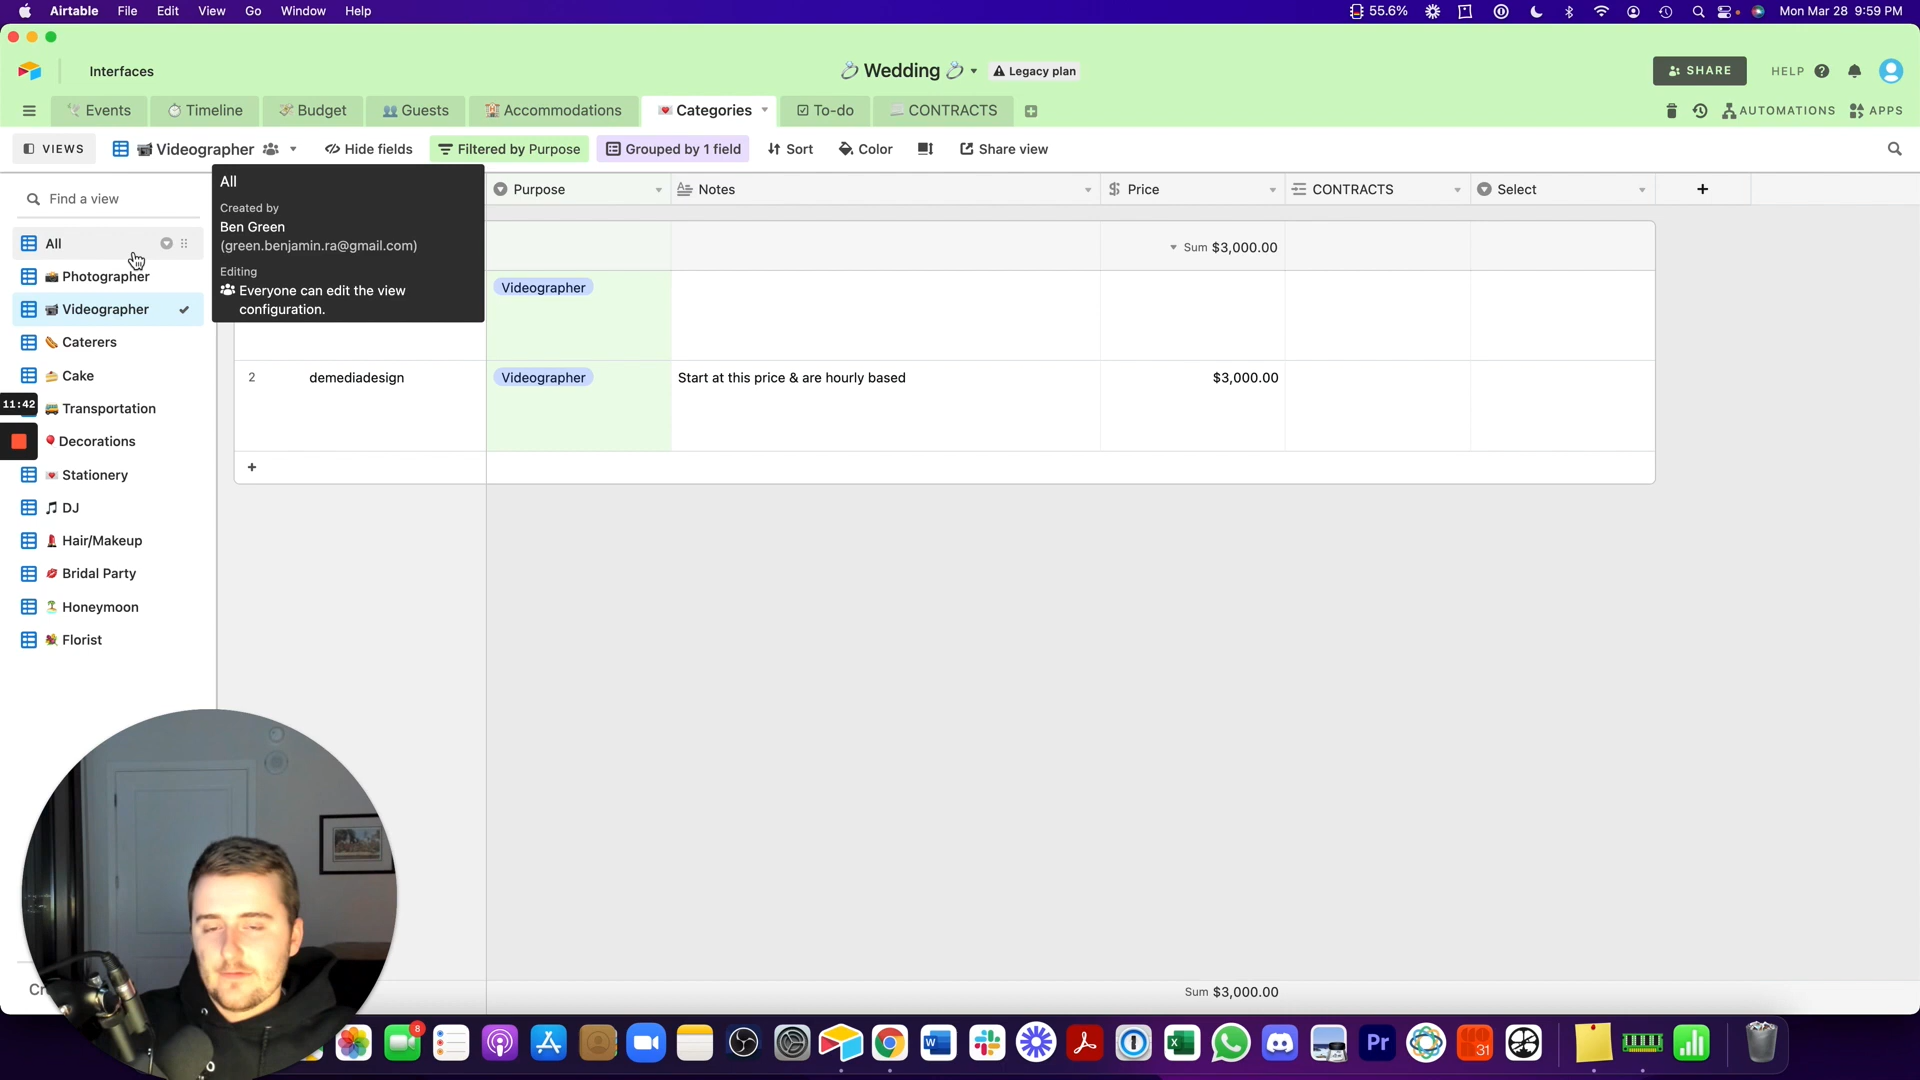 Airtable File Edit View Go Window Help 55.6% Mon Mar 28 9:59 PM
Interfaces Wedding Legacy plan SHARE HELP
Events Timeline Budget Guests Accommodations Categories To-do CONTRACTS AUTOMATIONS APPS
VIEWS Videographer Hide fields Filtered by Purpose Grouped by 1 field Sort Color Share view
Find a view
All
Photographer
Videographer
Caterers
Cake
Transportation
Decorations
Stationery
DJ
Hair/Makeup
Bridal Party
Honeymoon
Florist
11:42
All
Created by
Ben Green
(green.benjamin.ra@gmail.com)
Editing
Everyone can edit the view
configuration.
Purpose Notes Price CONTRACTS Select
Sum $3,000.00
Videographer
2 demediadesign Videographer Start at this price & are hourly based $3,000.00
Sum $3,000.00
8
W
Pr
31